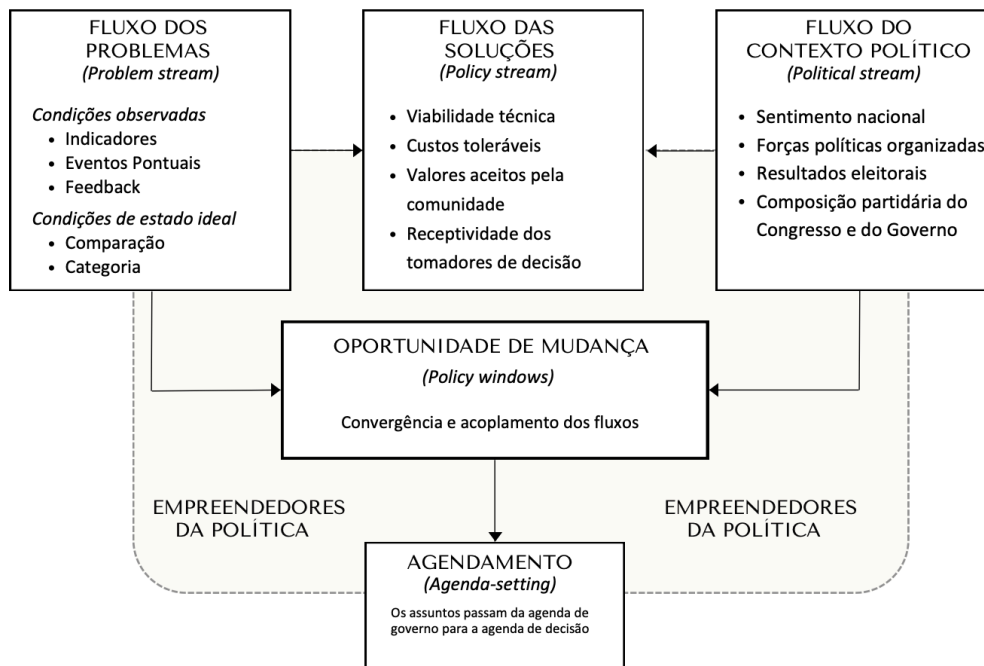 FLUXO DOS
PROBLEMAS
(Problem stream)
Condições observadas
• Indicadores
• Eventos Pontuais
• Feedback
Condições de estado ideal
• Comparação
• Categoria
FLUXO DAS
SOLUÇÕES
(Policy stream)
• Viabilidade técnica
• Custos toleráveis
• Valores aceitos pela
comunidade
• Receptividade dos
tomadores de decisão
FLUXO DO
CONTEXTO POLÍTICO
(Political stream)
• Sentimento nacional
• Forças políticas organizadas
• Resultados eleitorais
• Composição partidária do
Congresso e do Governo
OPORTUNIDADE DE MUDANÇA
(Policy windows)
Convergência e acoplamento dos fluxos
EMPREENDEDORES
DA POLÍTICA
EMPREENDEDORES
DA POLÍTICA
AGENDAMENTO
(Agenda-setting)
Os assuntos passam da agenda de
governo para a agenda de decisão